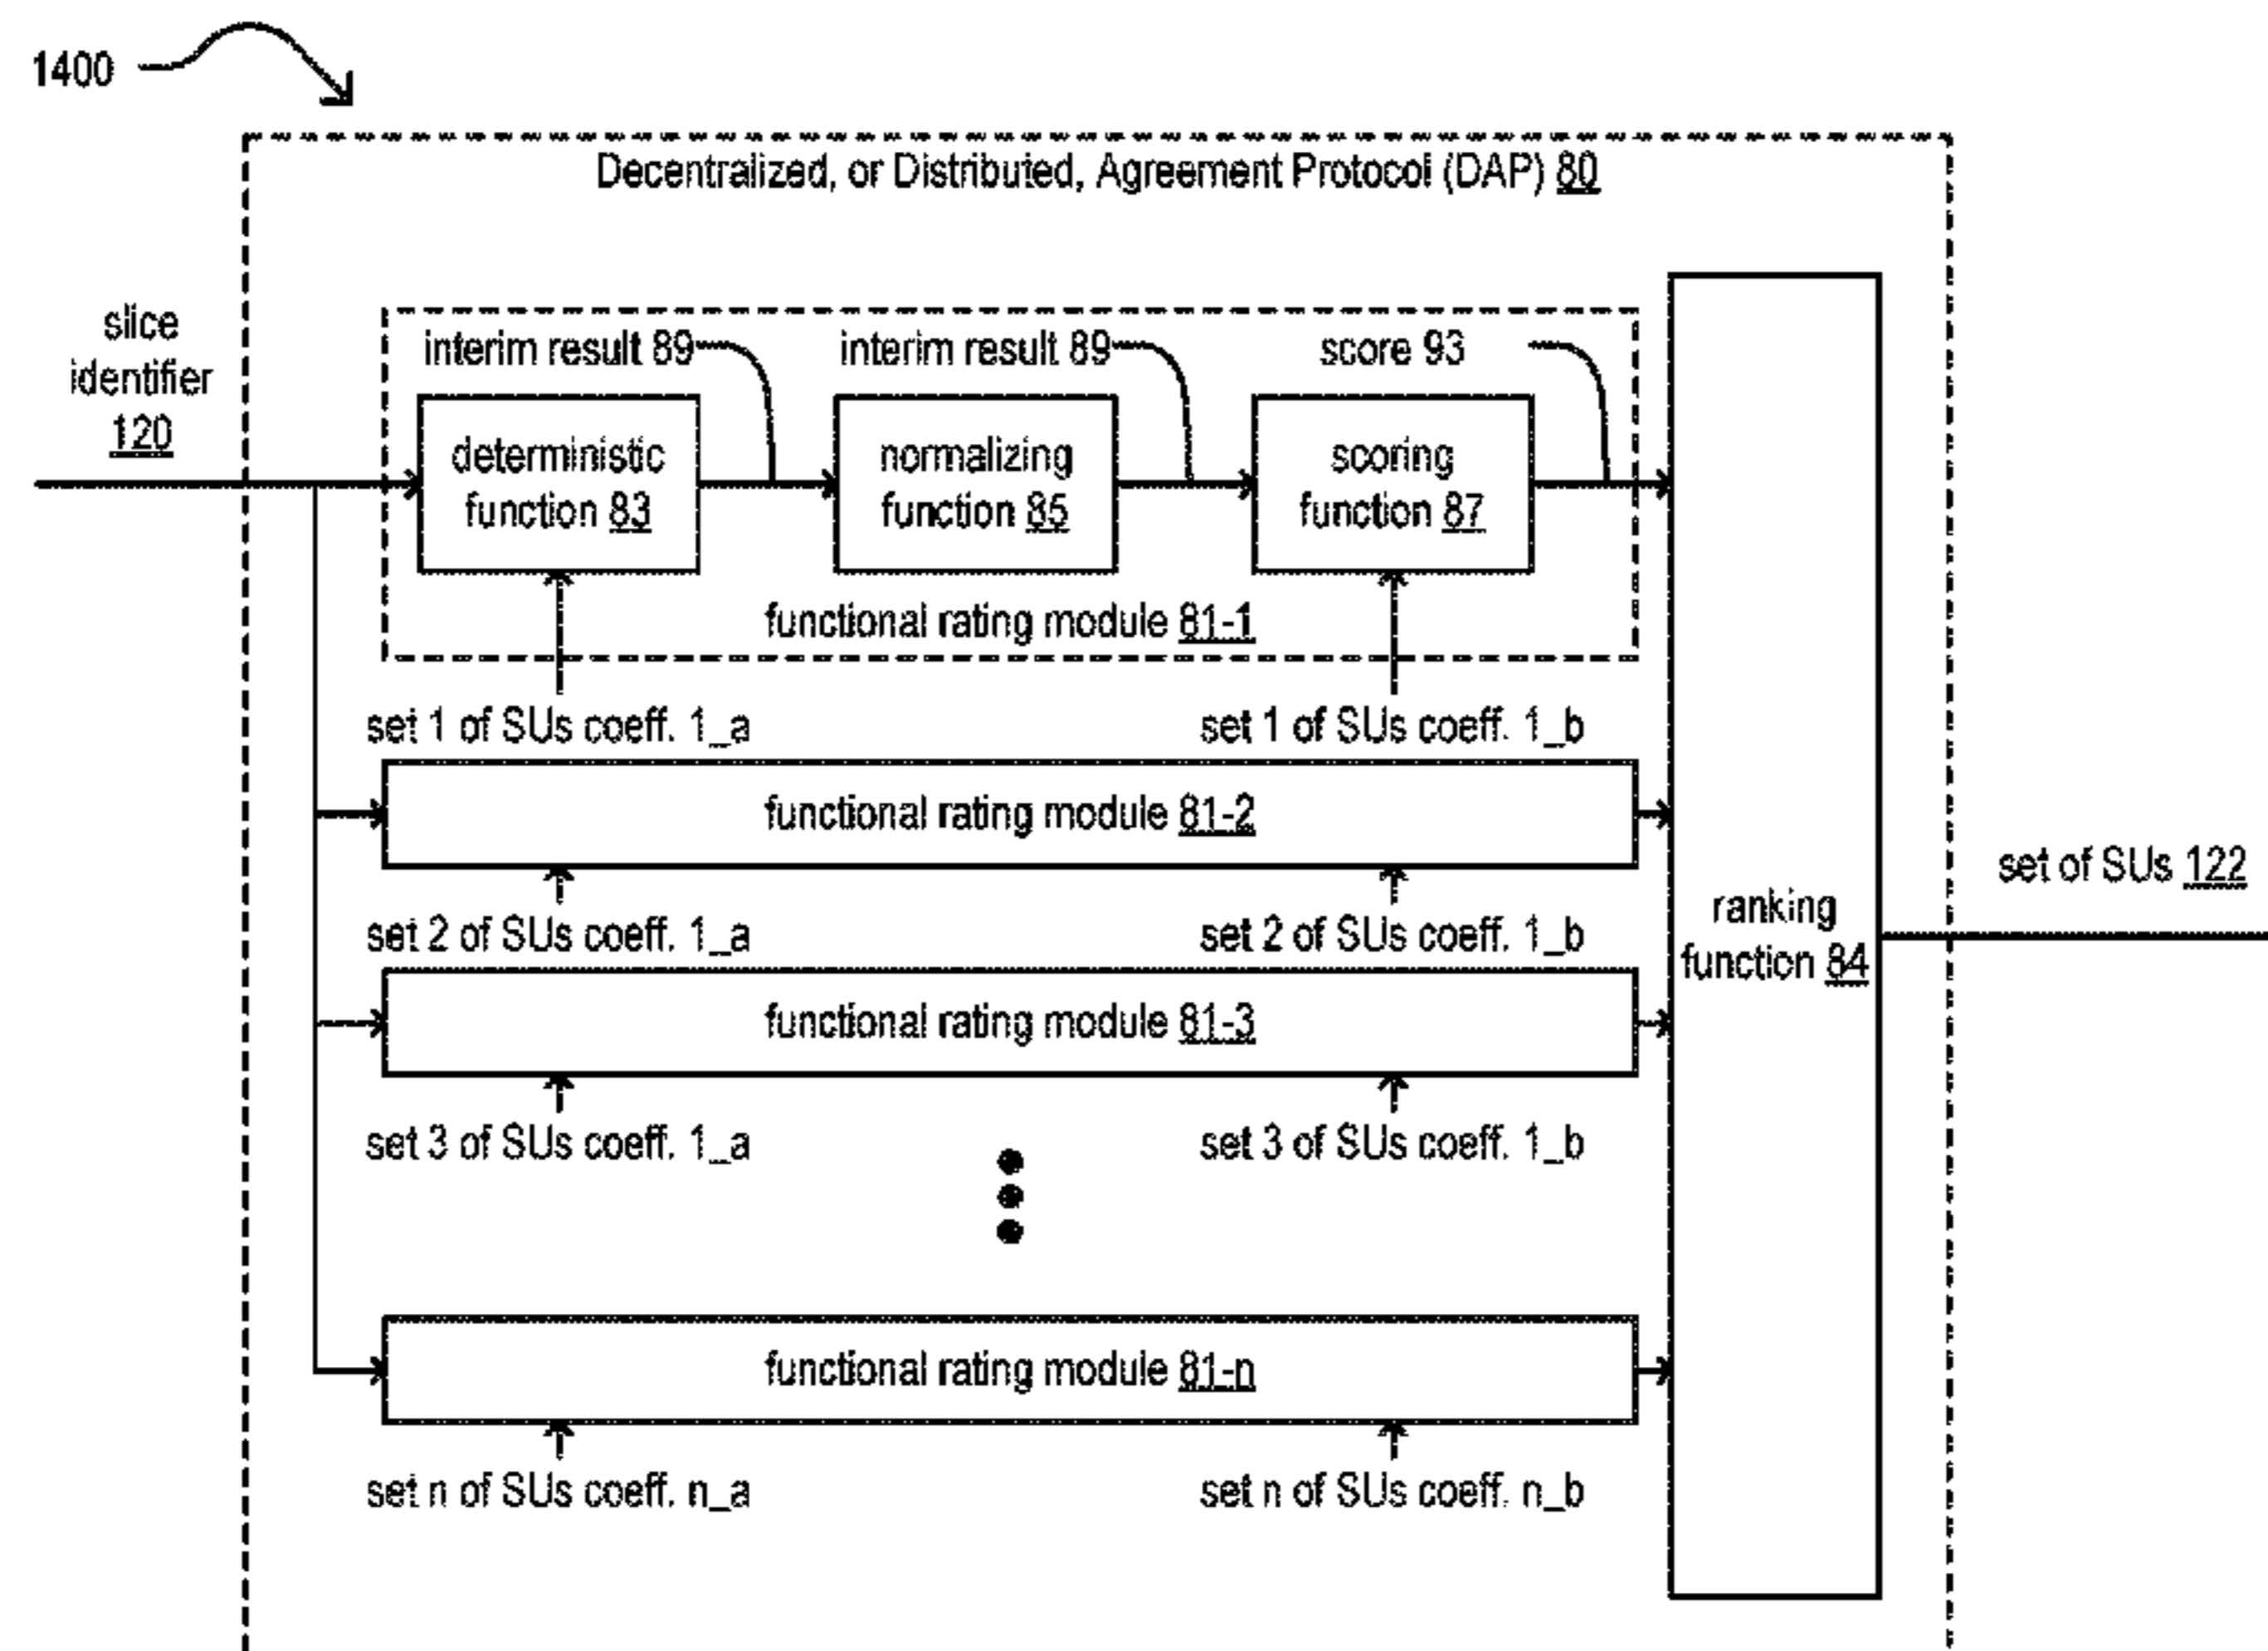 1400
Decentralized, or Distributed, Agreement Protocol (DAP) 80
slice
identifier
120
interim result 89
interim result 89
score 93
deterministic
function 83
normalizing
function 85
scoring
function 87
functional rating module 81-1
set 1 of SUs coeff. 1_a
set 1 of SUs coeff. 1_b
functional rating module 81-2
set 2 of SUs coeff. 1_a
set 2 of SUs coeff. 1_b
functional rating module 81-3
set 3 of SUs coeff. 1_a
set 3 of SUs coeff. 1_b
functional rating module 81-n
set n of SUs coeff. n_a
set n of SUs coeff. n_b
ranking
function 84
set of SUs 122